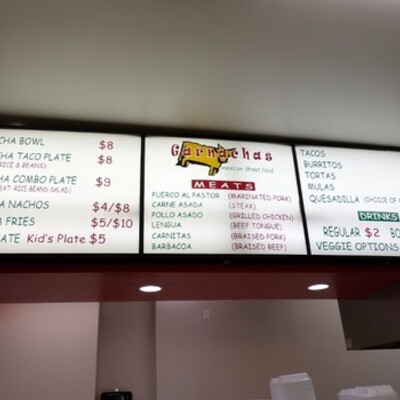 CHA BOWL $8
CHA TACO PLATE $8
(RICE & BEANS)
CHA COMBO PLATE $9
RICE-BEANS-SALAD)
NACHOS $4/$8
FRIES $5/$10
Kid's Plate $5
Garnachas
mexican street food
MEATS
PUERCO AL PASTOR (MARINATED PORK)
CARNE ASADA (STEAK)
POLLO ASADO (GRILLED CHICKEN)
LENGUA (BEEF TONGUE)
CARNITAS (BRAISED PORK)
BARBACOA (BRAISED BEEF)
TACOS
BURRITOS
TORTAS
MULAS
QUESADILLA (CHOICE OF
DRINKS
REGULAR $2 BO
VEGGIE OPTIONS